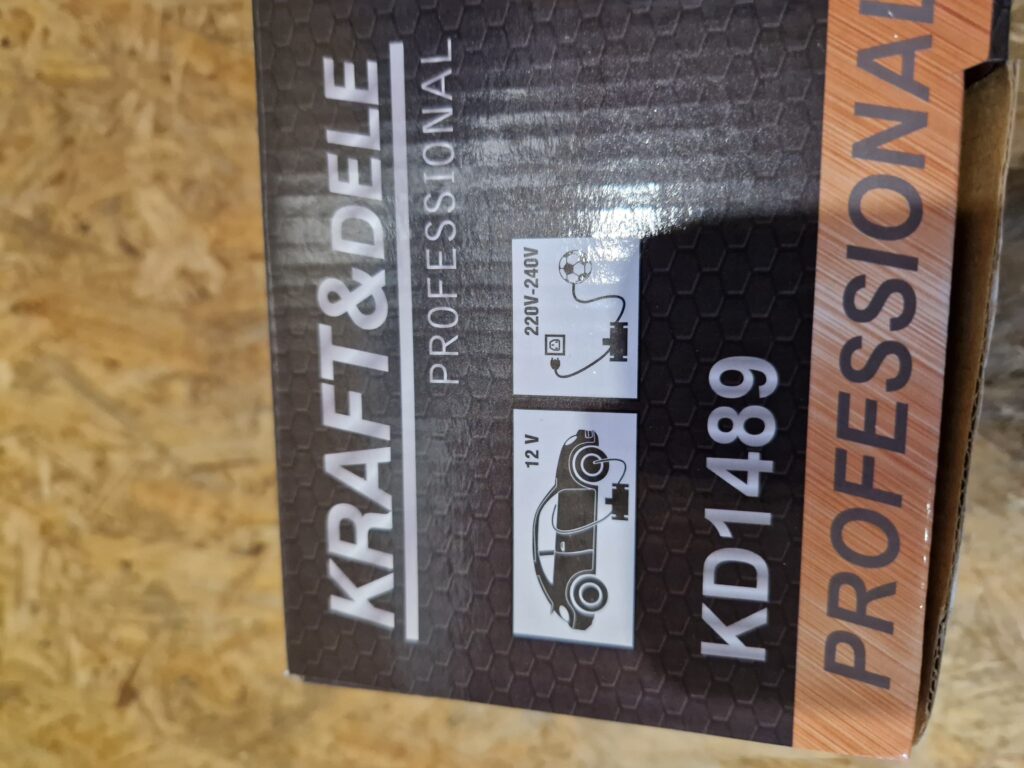 KRAFT&DELE
PROFESSIONAL
12 V
220V-240V
KD1489
PROFESSIONAL